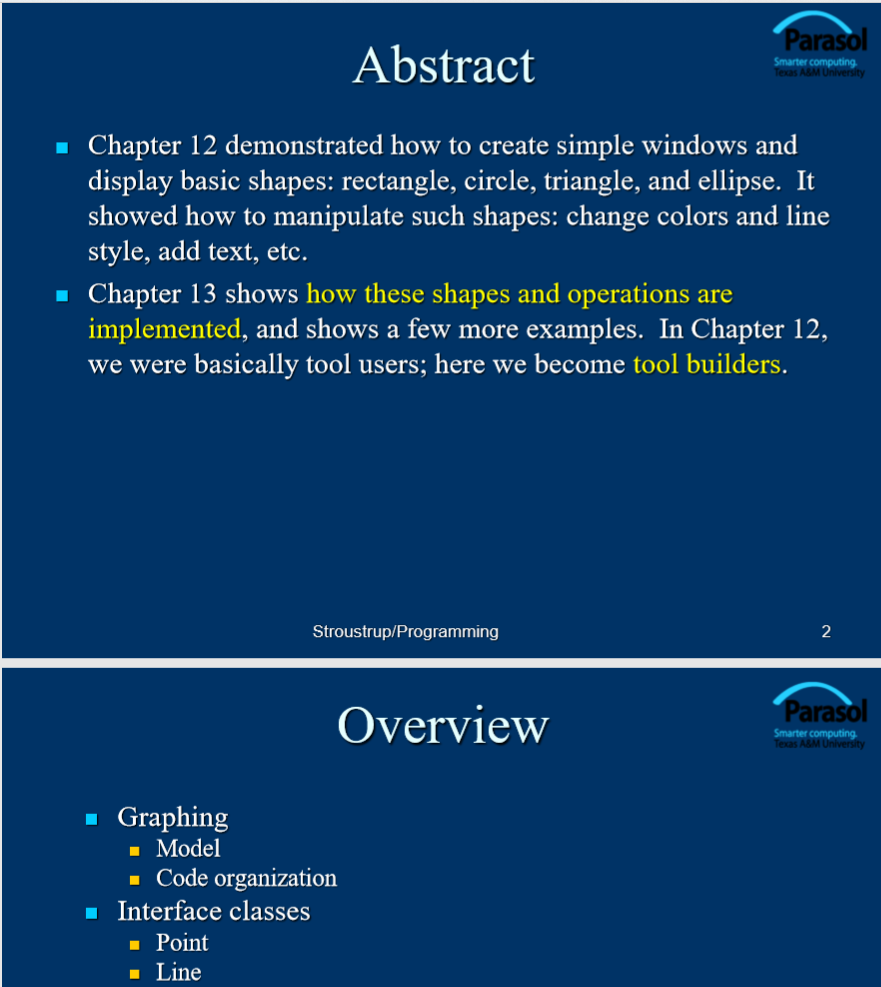 Parasol
Smarter computing.
Texas A&M University
Abstract
Chapter 12 demonstrated how to create simple windows and
display basic shapes: rectangle, circle, triangle, and ellipse. It
showed how to manipulate such shapes: change colors and line
style, add text, etc.
Chapter 13 shows how these shapes and operations are
implemented, and shows a few more examples. In Chapter 12,
we were basically tool users; here we become tool builders.
Stroustrup/Programming
2
Parasol
Smarter computing.
Texas A&M University
Overview
Graphing
Model
Code organization
Interface classes
Point
Line